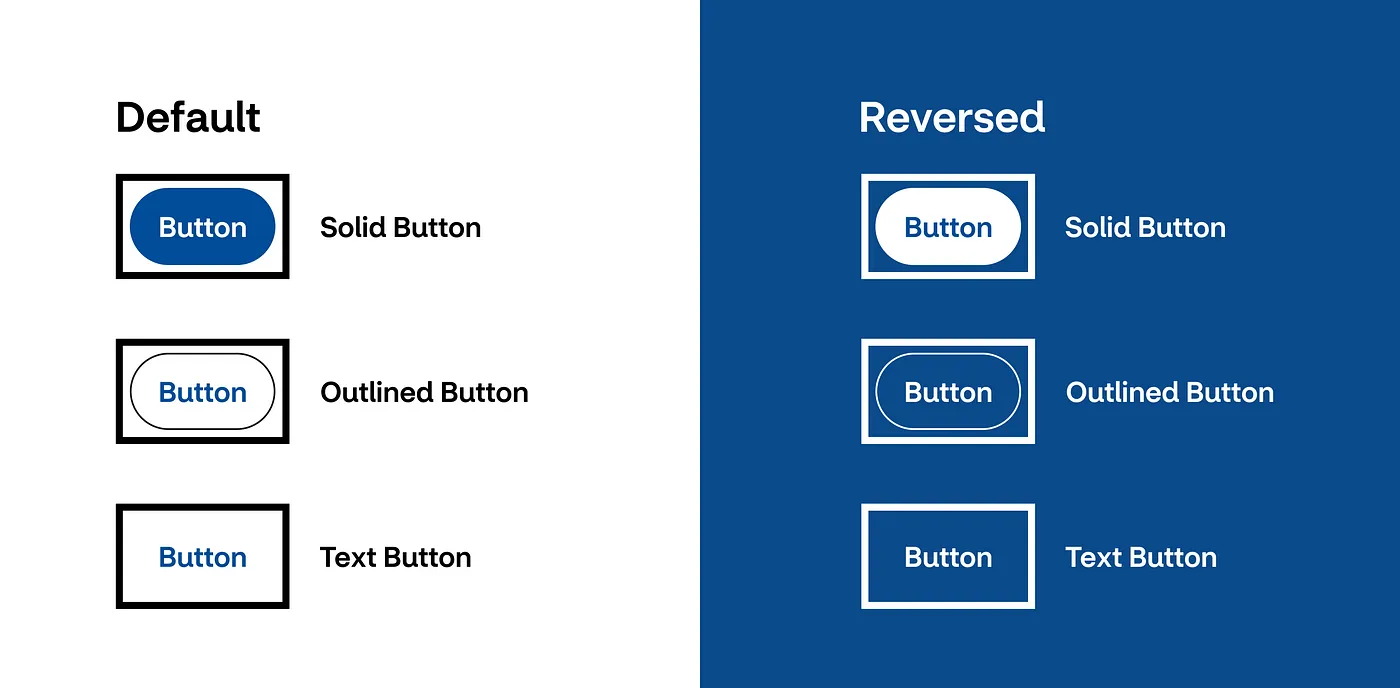 Default
Button
Solid Button
Button
Outlined Button
Button
Text Button
Reversed
Button
Solid Button
Button
Outlined Button
Button
Text Button